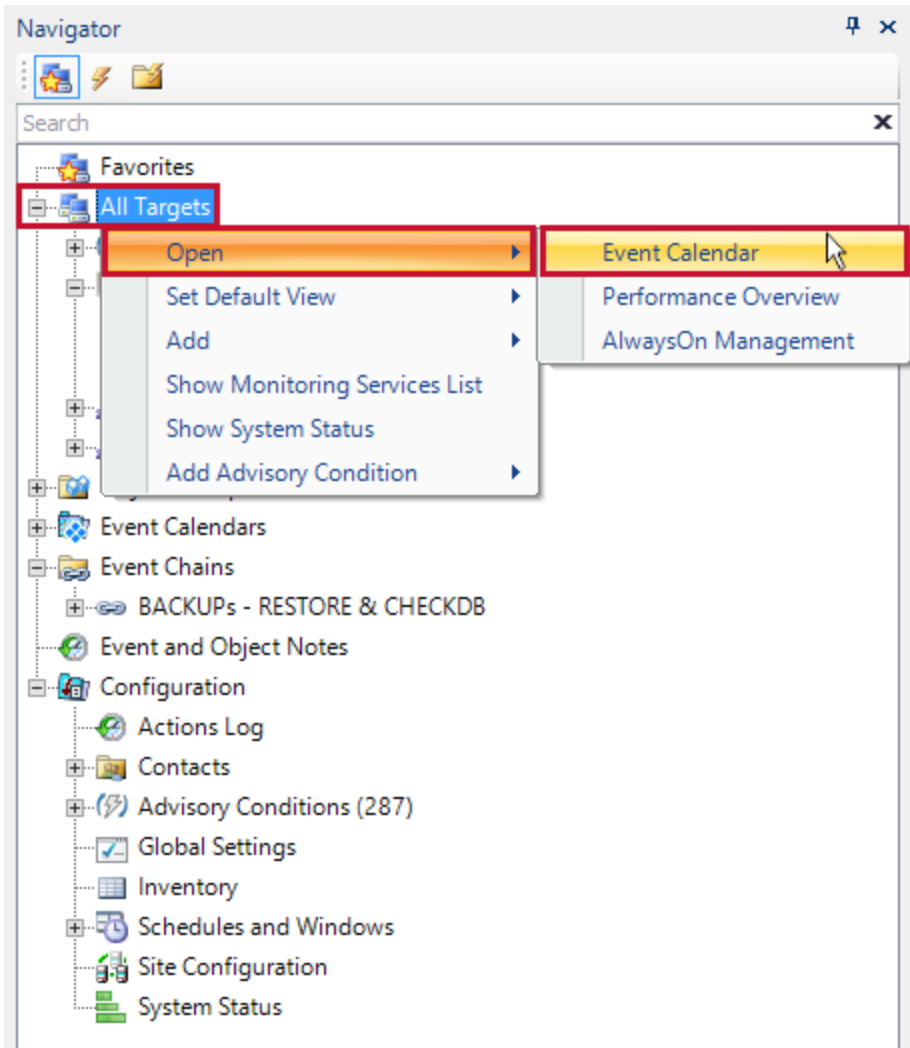 Navigator
Search
Favorites
All Targets
Open
Event Calendar
Set Default View
Performance Overview
Add
AlwaysOn Management
Show Monitoring Services List
Show System Status
Add Advisory Condition
Event Calendars
Event Chains
BACKUPs - RESTORE & CHECKDB
Event and Object Notes
Configuration
Actions Log
Contacts
Advisory Conditions (287)
Global Settings
Inventory
Schedules and Windows
Site Configuration
System Status